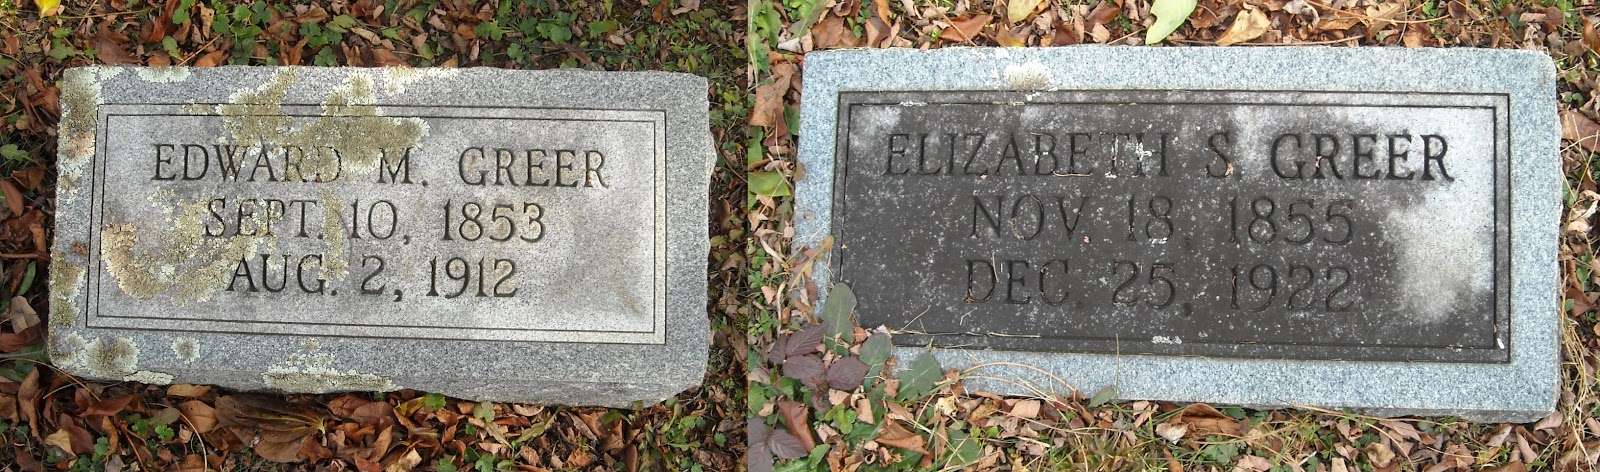 EDWARD M. GREER
SEPT. 10, 1853
AUG. 2, 1912
ELIZABETH S. GREER
NOV. 18, 1855
DEC. 25, 1922